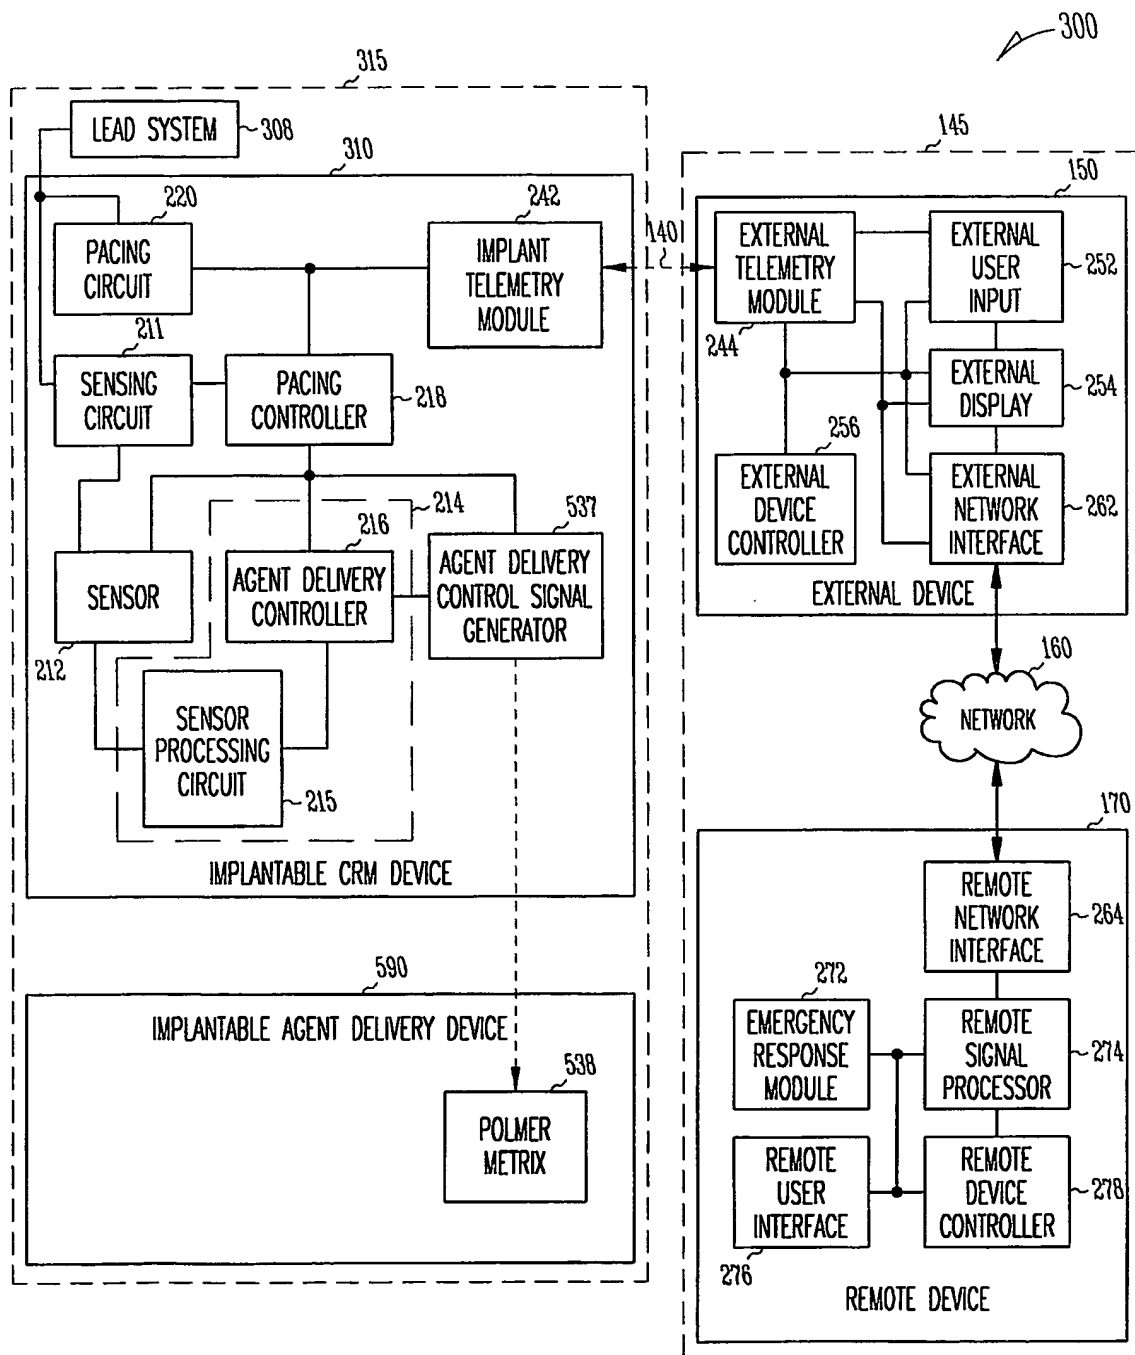 300
315
LEAD SYSTEM
308
310
220
PACING
CIRCUIT
242
IMPLANT
TELEMETRY
MODULE
140
211
SENSING
CIRCUIT
PACING
CONTROLLER
218
214
537
216
SENSOR
212
AGENT DELIVERY
CONTROLLER
AGENT DELIVERY
CONTROL SIGNAL
GENERATOR
SENSOR
PROCESSING
CIRCUIT
215
IMPLANTABLE CRM DEVICE
590
IMPLANTABLE AGENT DELIVERY DEVICE
538
POLMER
METRIX
145
150
EXTERNAL
TELEMETRY
MODULE
244
EXTERNAL
USER
INPUT
252
EXTERNAL
DISPLAY
254
256
EXTERNAL
DEVICE
CONTROLLER
EXTERNAL
NETWORK
INTERFACE
262
EXTERNAL DEVICE
160
NETWORK
170
REMOTE
NETWORK
INTERFACE
264
272
EMERGENCY
RESPONSE
MODULE
REMOTE
SIGNAL
PROCESSOR
274
REMOTE
USER
INTERFACE
276
REMOTE
DEVICE
CONTROLLER
278
REMOTE DEVICE